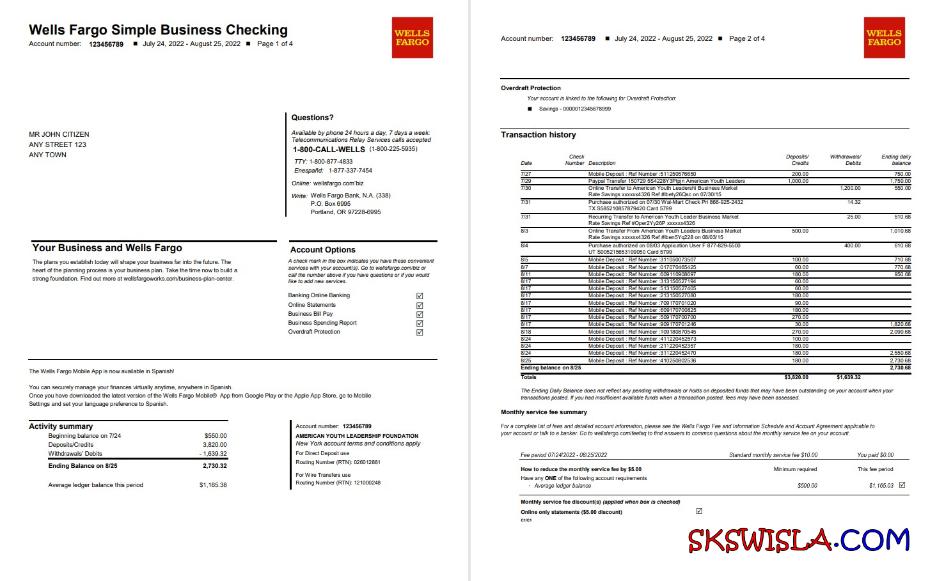 Wells Fargo Simple Business Checking
Account number: 123456789 ■ July 24, 2022 - August 25, 2022 ■ Page 1 of 4
WELLS
FARGO
Questions?
Available by phone 24 hours a day, 7 days a week:
Telecommunications Relay Services calls accepted
1-800-CALL-WELLS (1-800-225-5935)
TTY: 1-800-877-4833
En español: 1-877-337-7454
Online: wellsfargo.com/biz
Write: Wells Fargo Bank, N.A. (338)
P.O. Box 6995
Portland, OR 97228-6995
MR JOHN CITIZEN
ANY STREET 123
ANY TOWN
Your Business and Wells Fargo
The plans you establish today will shape your business far into the future. The
heart of the planning process is your business plan. Take the time now to build a
strong foundation. Find out more at wellsfargoworks.com/business-plan-center.
Account Options
A check mark in the box indicates you have these convenient
services with your account(s). Go to wellsfargo.com/biz or
call the number above if you have questions or if you would
like to add new services.
Banking Online Banking ☑
Online Statements ☑
Business Bill Pay ☑
Business Spending Report ☑
Overdraft Protection ☑
The Wells Fargo Mobile App is now available in Spanish!
You can securely manage your finances virtually anytime, anywhere in Spanish.
Once you have downloaded the latest version of the Wells Fargo Mobile® App from Google Play or the Apple App Store, go to Mobile
Settings and set your language preference to Spanish.
Activity summary
Beginning balance on 7/24 $550.00
Deposits/Credits 3,820.00
Withdrawals/ Debits - 1,639.32
Ending Balance on 8/25 2,730.32
Average ledger balance this period $1,165.38
Account number: 123456789
AMERICAN YOUTH LEADERSHIP FOUNDATION
New York account terms and conditions apply
For Direct Deposit use
Routing Number (RTN): 026012881
For Wire Transfers use
Routing Number (RTN): 121000248
Account number: 123456789 ■ July 24, 2022 - August 25, 2022 ■ Page 2 of 4
WELLS
FARGO
Overdraft Protection
Your account is linked to the following for Overdraft Protection:
■ Savings - 0000012345678999
Transaction history
Date Check Number Description Deposits/ Credits Withdrawals/ Debits Ending daily balance
7/27 Mobile Deposit : Ref Number 200.00 750.00
7/29 Paypal Transfer American Youth Leaders 1,000.00 1,750.00
7/30 Online Transfer to American Youth Leadershi Business Market 1,200.00 550.00
Rate Savings xxxxxx4326 Ref on 07/30/15
7/31 Purchase authorized on 07/30 Wal-Mart Check Ph 866-925-2432 14.32
TX Card 5799
7/31 Recurring Transfer to American Youth Leader Business Market 25.00 510.68
Rate Savings Ref xxxxxx4326
8/3 Online Transfer From American Youth Leader Business Market 500.00 1,010.68
Rate Savings xxxxxx4326 Ref on 08/03/15
8/4 Purchase authorized on 08/03 Application User F 400.00 610.68
UT Card 5799
8/5 Mobile Deposit : Ref Number 100.00 710.68
8/7 Mobile Deposit : Ref Number 60.00 770.68
8/11 Mobile Deposit : Ref Number 180.00 950.68
8/17 Mobile Deposit : Ref Number 60.00
8/17 Mobile Deposit : Ref Number 60.00
8/17 Mobile Deposit : Ref Number 180.00
8/17 Mobile Deposit : Ref Number 90.00
8/17 Mobile Deposit : Ref Number 180.00
8/17 Mobile Deposit : Ref Number 270.00
8/17 Mobile Deposit : Ref Number 30.00 1,820.68
8/18 Mobile Deposit : Ref Number 270.00 2,090.68
8/24 Mobile Deposit : Ref Number 100.00
8/24 Mobile Deposit : Ref Number 180.00
8/24 Mobile Deposit : Ref Number 180.00 2,550.68
8/25 Mobile Deposit : Ref Number 180.00 2,730.68
Ending balance on 8/25 2,730.68
Totals $3,820.00 $1,639.32
The Ending Daily Balance does not reflect any pending withdrawals or holds on deposited funds that may have been outstanding on your account when your
transactions posted. If you had insufficient available funds when a transaction posted, fees may have been assessed.
Monthly service fee summary
For a complete list of fees and detailed account information, please see the Wells Fargo Fee and Information Schedule and Account Agreement applicable to
your account or talk to a banker. Go to wellsfargo.com/feefaq to find answers to common questions about the monthly service fee on your account.
Fee period 07/24/2022 - 08/25/2022 Standard monthly service fee $10.00 You paid $0.00
How to reduce the monthly service fee by $5.00 Minimum required This fee period
Have any ONE of the following account requirements
- Average ledger balance $500.00 $1,165.03 ☑
Monthly service fee discount(s) (applied when box is checked)
Online only statements ($5.00 discount) ☑
SKSWISLA.COM